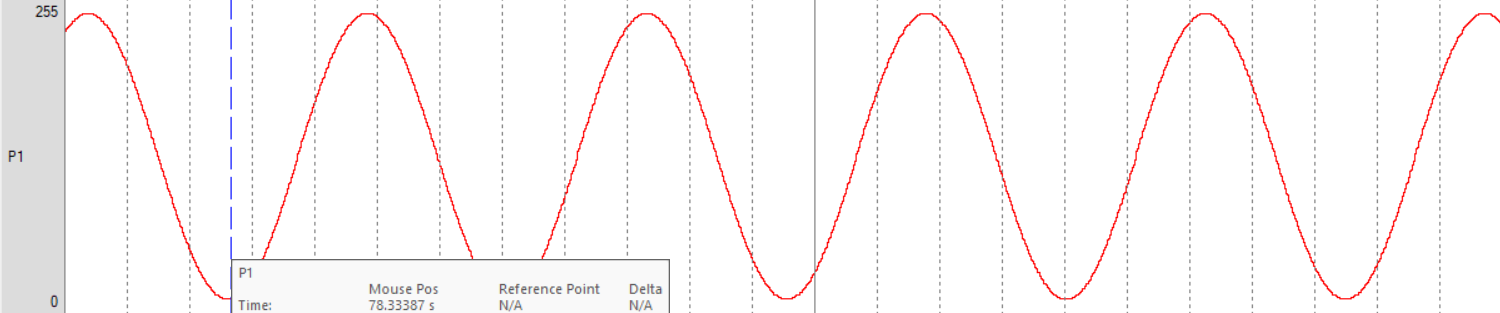 255
P1
0
P1
Mouse Pos Reference Point Delta
Time: 78.33387 s N/A N/A